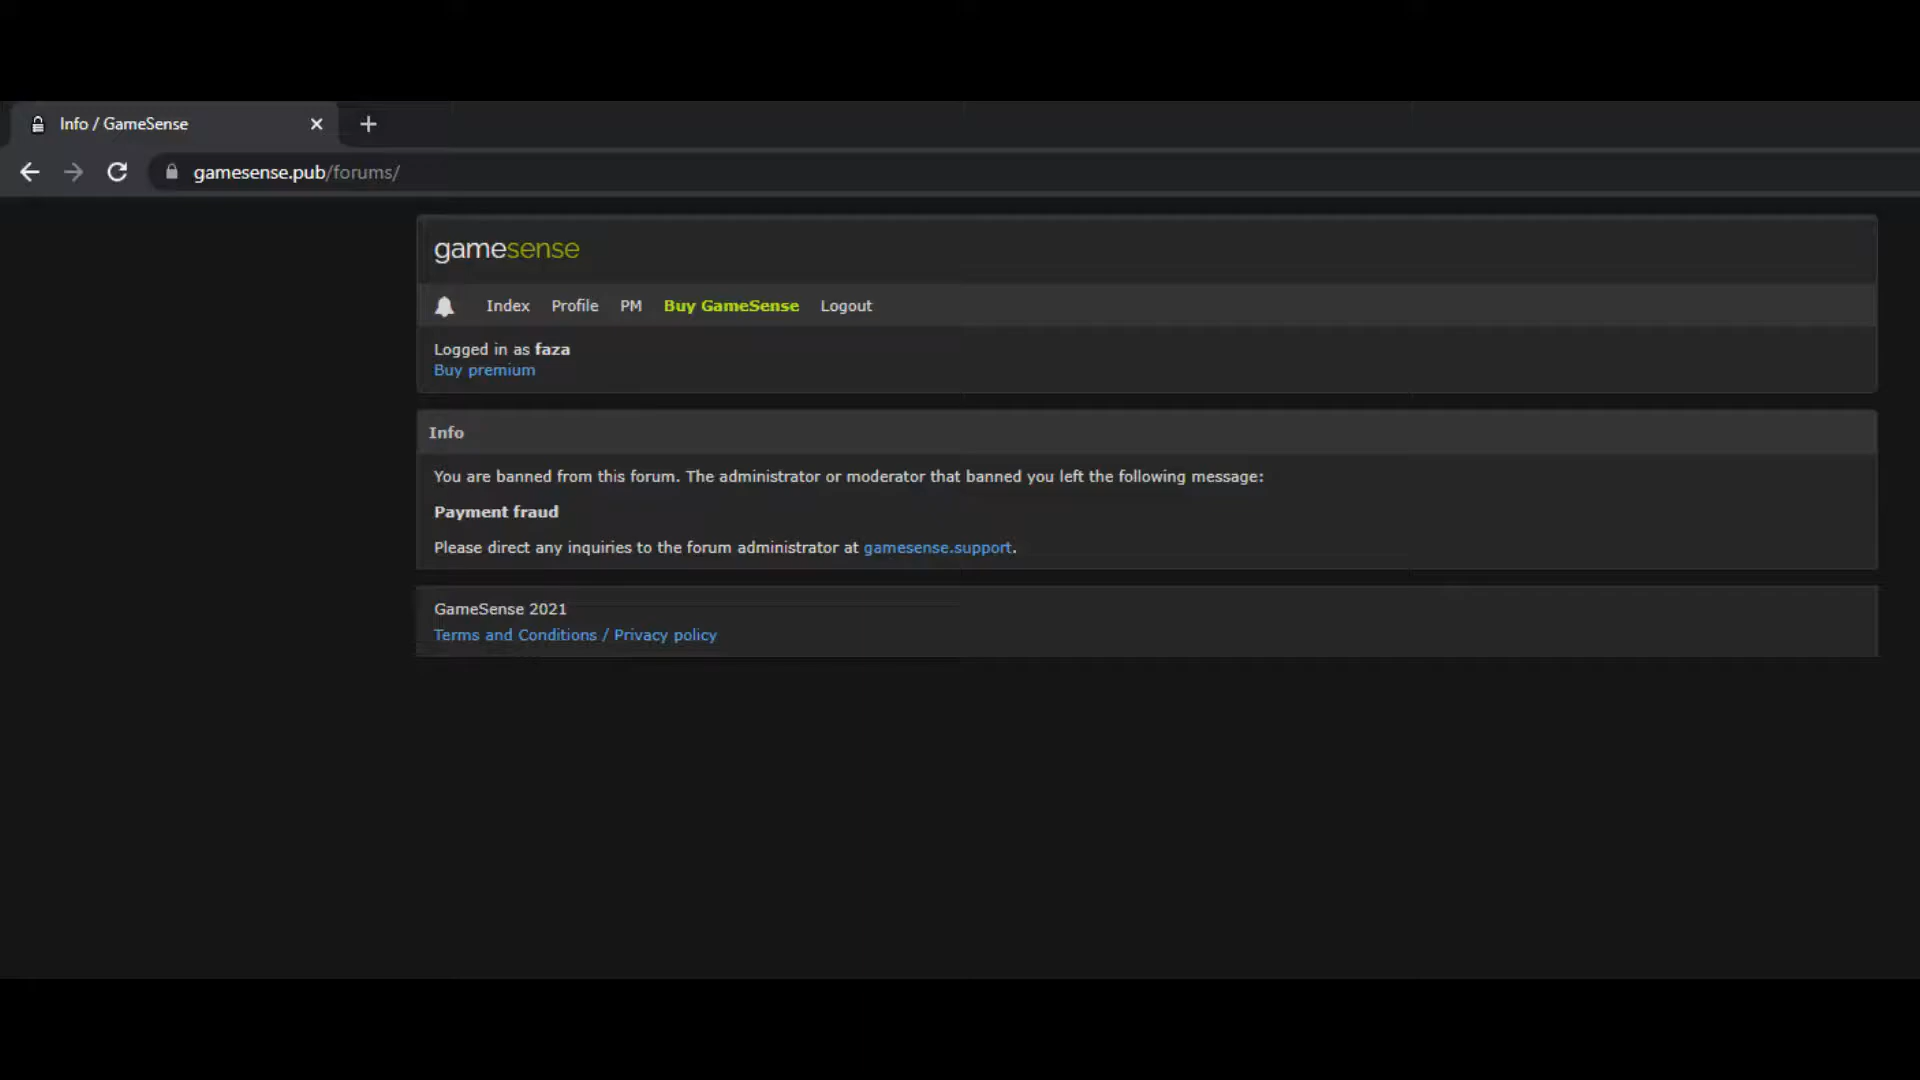 Info / GameSense
gamesense.pub/forums/
gamesense
Index Profile PM Buy GameSense Logout
Logged in as faza
Buy premium
Info
You are banned from this forum. The administrator or moderator that banned you left the following message:
Payment fraud
Please direct any inquiries to the forum administrator at gamesense.support.
GameSense 2021
Terms and Conditions / Privacy policy